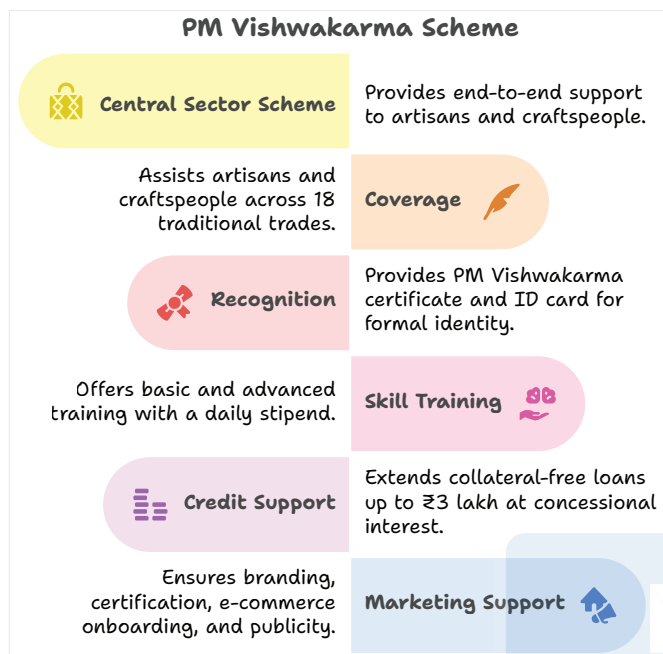 PM Vishwakarma Scheme
Central Sector Scheme
Provides end-to-end support
to artisans and craftspeople.
Assists artisans and
craftspeople across 18
traditional trades.
Coverage
Recognition
Provides PM Vishwakarma
certificate and ID card for
formal identity.
Offers basic and advanced
training with a daily stipend.
Skill Training
Credit Support
Extends collateral-free loans
up to ₹3 lakh at concessional
interest.
Ensures branding,
certification, e-commerce
onboarding, and publicity.
Marketing Support